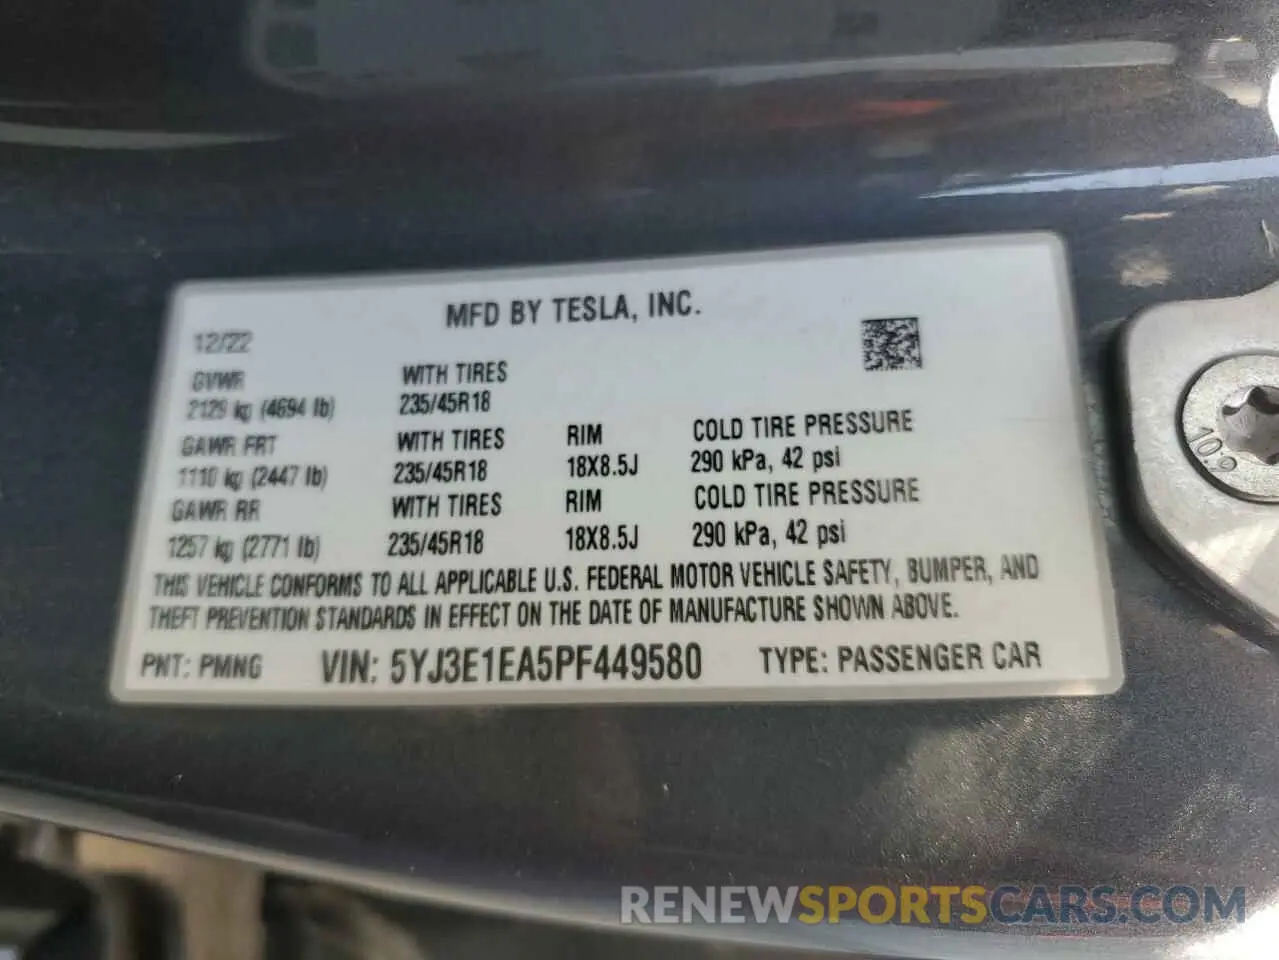 MFD BY TESLA, INC.
12/22
GVWR WITH TIRES
2129 kg (4694 lb) 235/45R18
GAWR FRT WITH TIRES RIM COLD TIRE PRESSURE
1110 kg (2447 lb) 235/45R18 18X8.5J 290 kPa, 42 psi
GAWR RR WITH TIRES RIM COLD TIRE PRESSURE
1257 kg (2771 lb) 235/45R18 18X8.5J 290 kPa, 42 psi
THIS VEHICLE CONFORMS TO ALL APPLICABLE U.S. FEDERAL MOTOR VEHICLE SAFETY, BUMPER, AND
THEFT PREVENTION STANDARDS IN EFFECT ON THE DATE OF MANUFACTURE SHOWN ABOVE.
PNT: PMNG VIN: 5YJ3E1EA5PF449580 TYPE: PASSENGER CAR
10.9
RENEWSPORTSCARS.COM